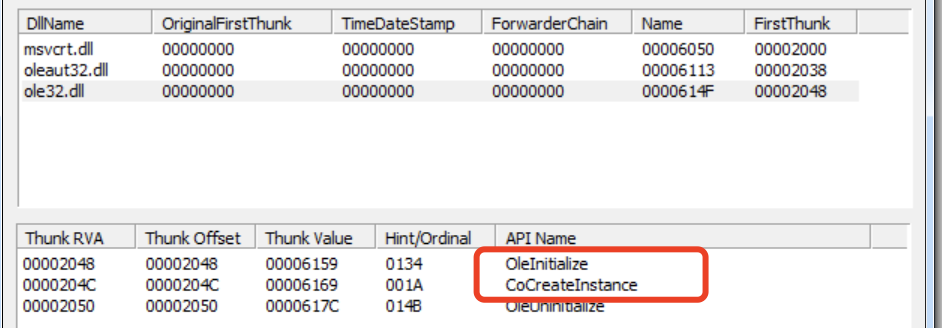 DllName OriginalFirstThunk TimeDateStamp ForwarderChain Name FirstThunk
msvcrt.dll 00000000 00000000 00000000 00006050 00002000
oleaut32.dll 00000000 00000000 00000000 00006113 00002038
ole32.dll 00000000 00000000 00000000 0000614F 00002048
Thunk RVA Thunk Offset Thunk Value Hint/Ordinal API Name
00002048 00002048 00006159 0134 OleInitialize
0000204C 0000204C 00006169 001A CoCreateInstance
00002050 00002050 0000617C 014B OleUninitialize